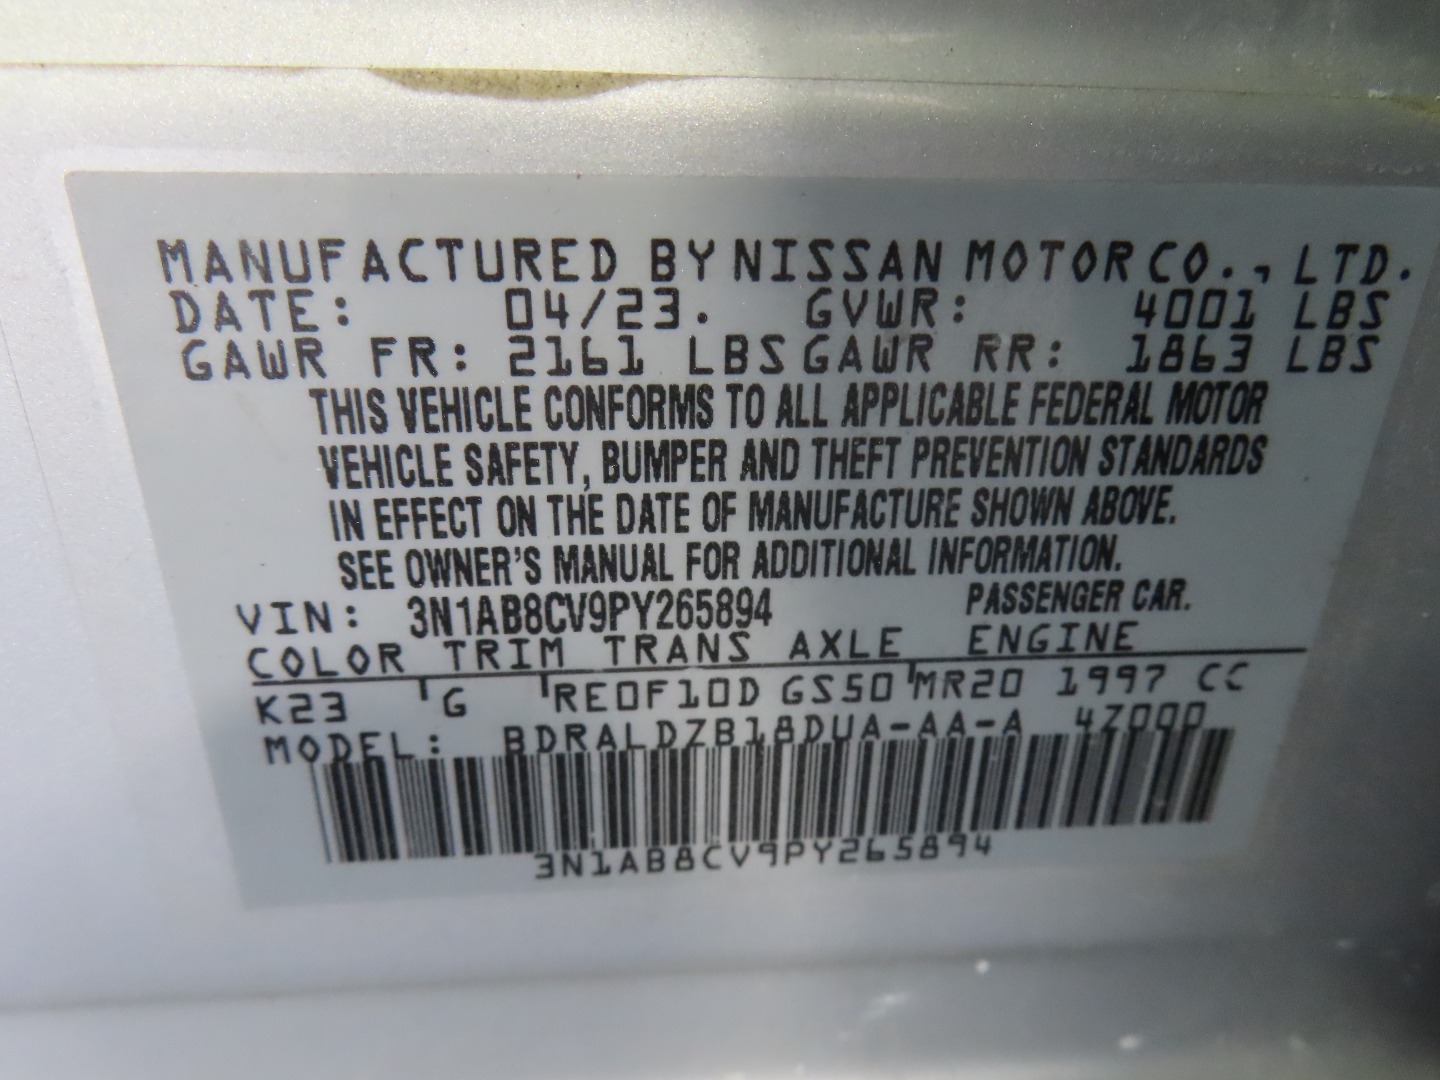 MANUFACTURED BY NISSAN MOTOR CO., LTD.
DATE: 04/23. GVWR: 4001 LBS
GAWR FR: 2161 LBS GAWR RR: 1863 LBS
THIS VEHICLE CONFORMS TO ALL APPLICABLE FEDERAL MOTOR
VEHICLE SAFETY, BUMPER AND THEFT PREVENTION STANDARDS
IN EFFECT ON THE DATE OF MANUFACTURE SHOWN ABOVE.
SEE OWNER'S MANUAL FOR ADDITIONAL INFORMATION.
VIN: 3N1AB8CV9PY265894 PASSENGER CAR.
COLOR TRIM TRANS AXLE ENGINE
K23 G RE0F10D GS50 MR20 1997 CC
MODEL: BDRALDZB18DUA-AA-A 4Z000
3N1AB8CV9PY265894